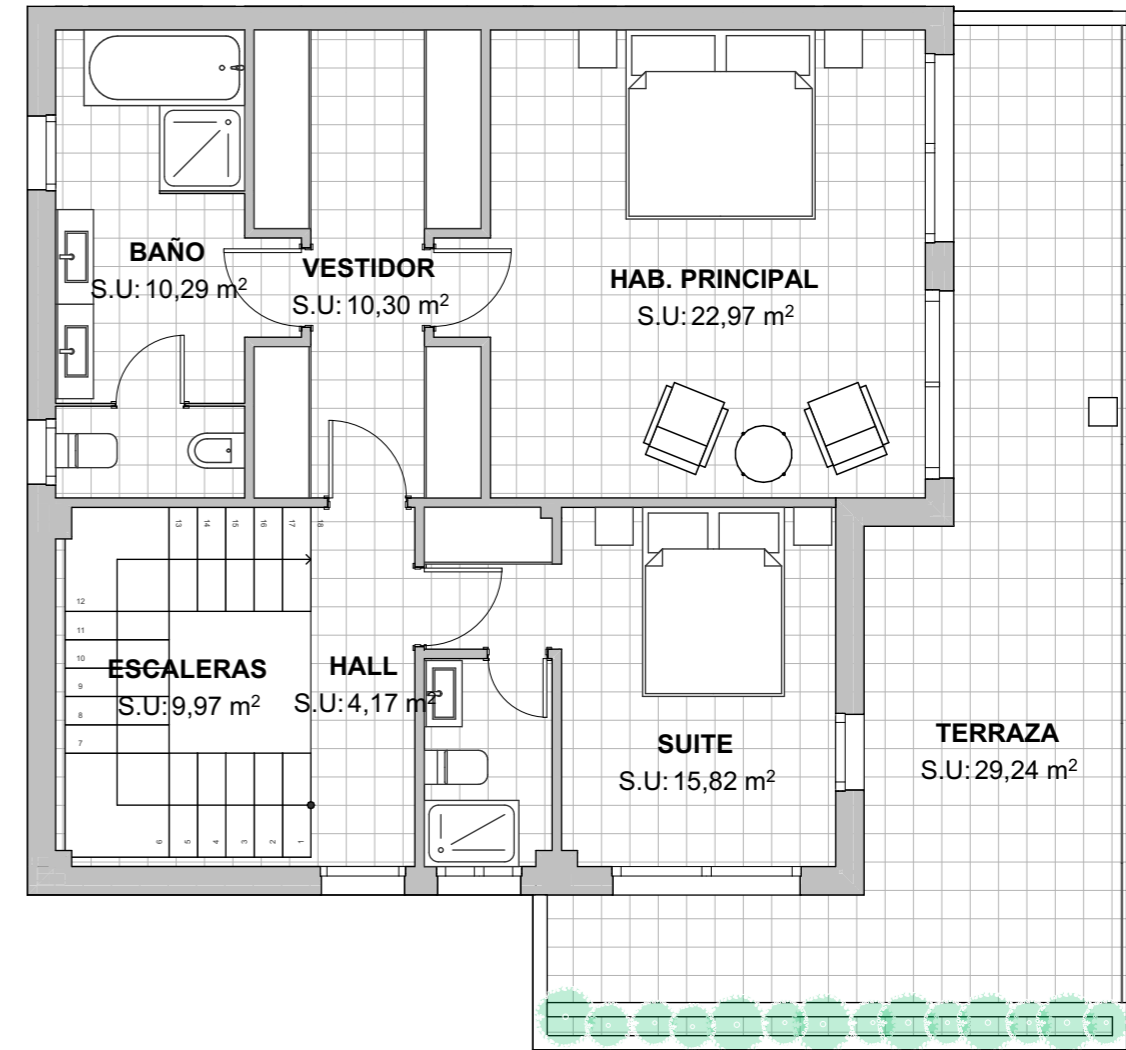 BAÑO
S.U: 10,29 m²
VESTIDOR
S.U: 10,30 m²
HAB. PRINCIPAL
S.U: 22,97 m²
13
14
15
16
17
18
12
11
10
9
8
7
ESCALERAS
S.U: 9,97 m²
HALL
S.U: 4,17 m²
6
5
4
3
2
1
SUITE
S.U: 15,82 m²
TERRAZA
S.U: 29,24 m²